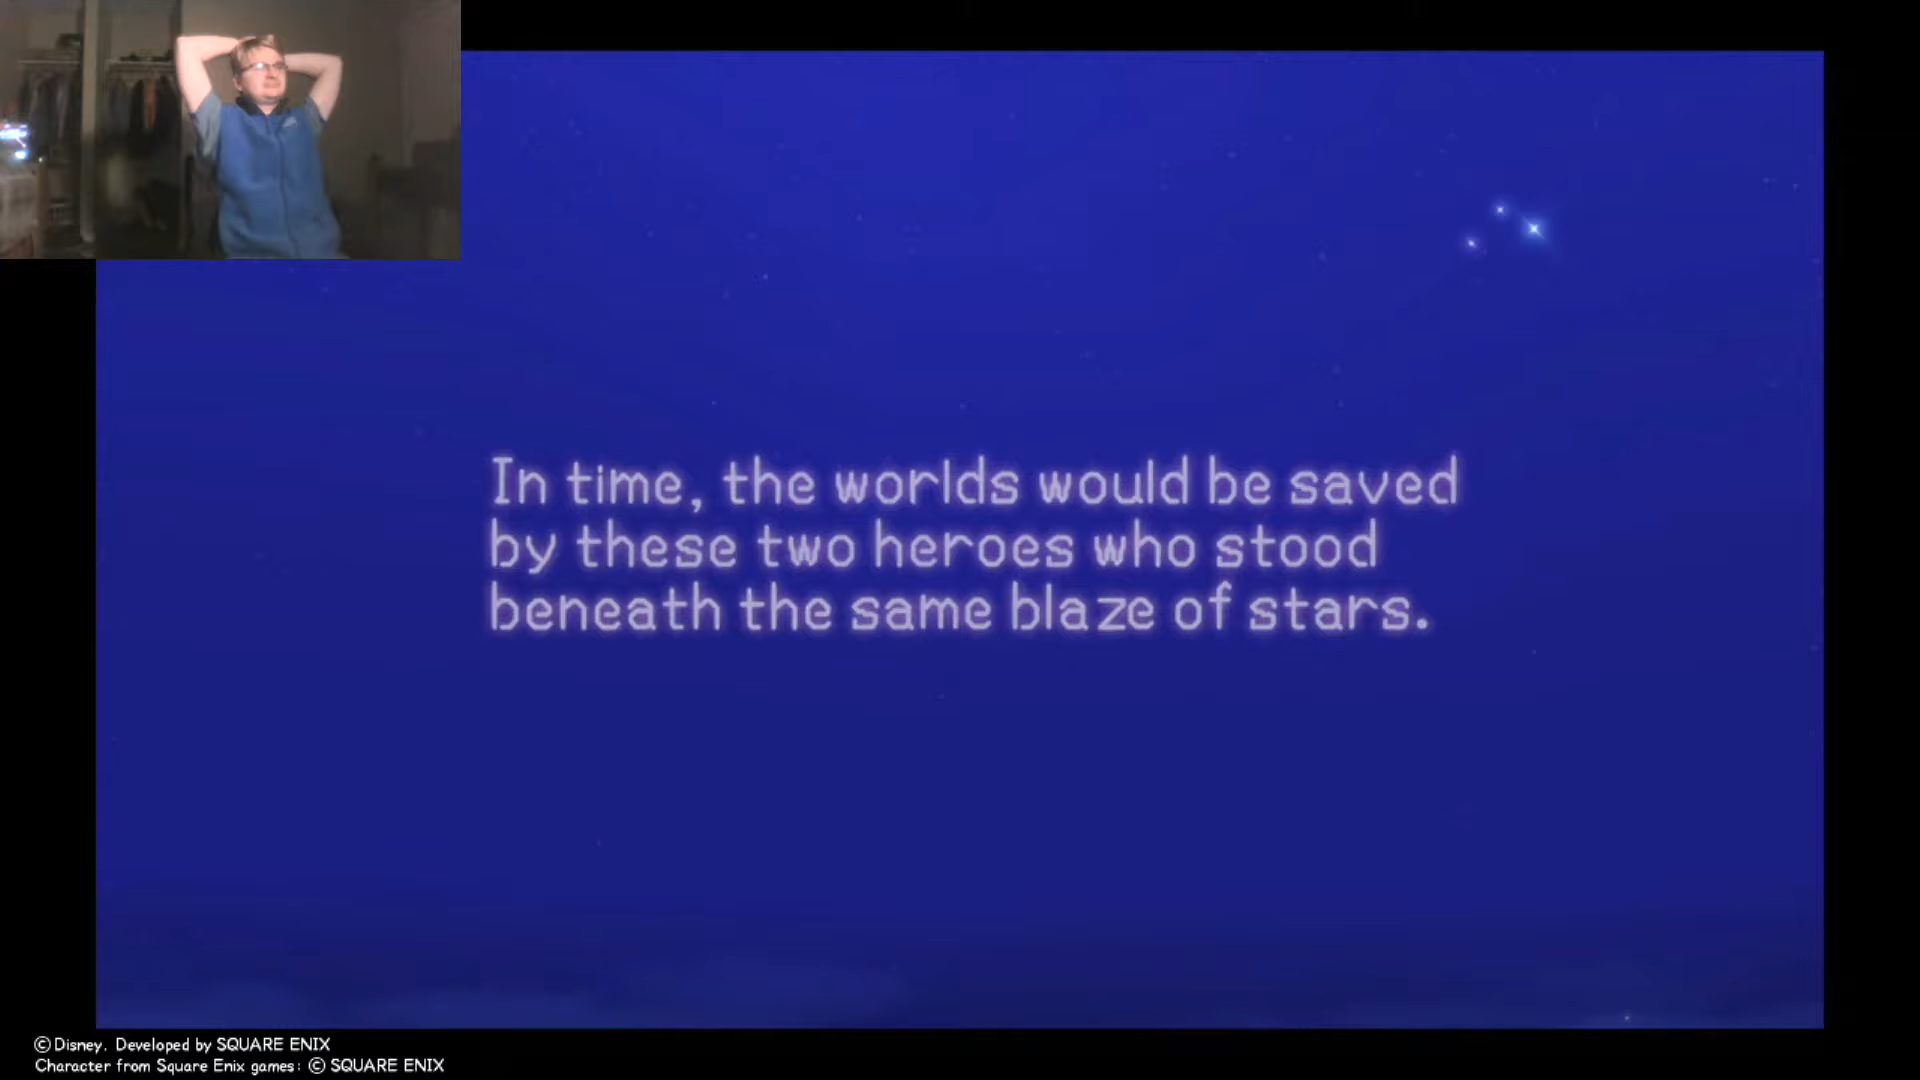 In time, the worlds would be saved
by these two heroes who stood
beneath the same blaze of stars.
©Disney. Developed by SQUARE ENIX
Character from Square Enix games: © SQUARE ENIX